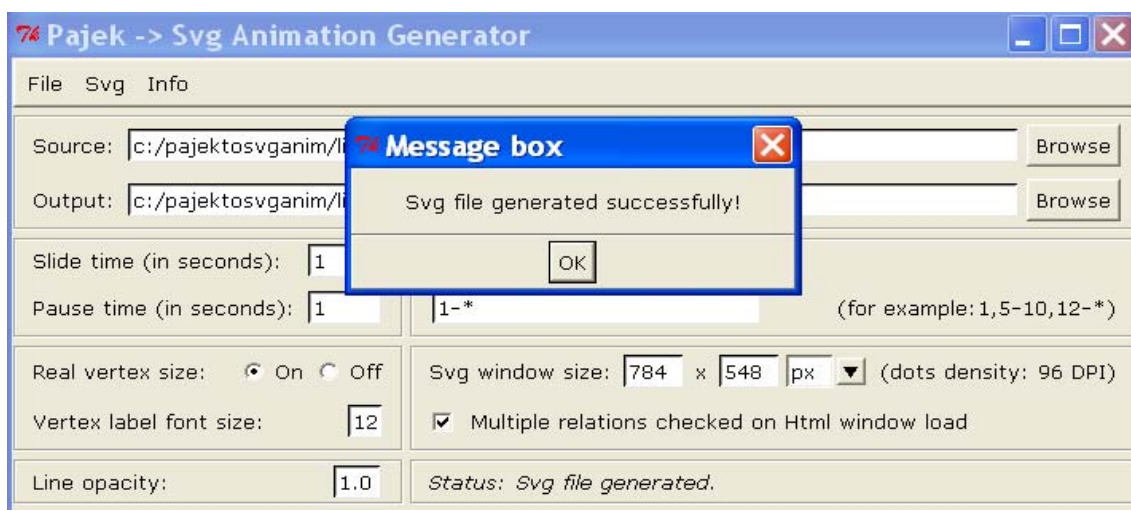 Pajek -> Svg Animation Generator
File Svg Info
Source: c:/pajektosvganim/li
Browse
Output: c:/pajektosvganim/li
Browse
Message box
Svg file generated successfully!
OK
Slide time (in seconds): 1
Pause time (in seconds): 1
1-* (for example: 1,5-10,12-*)
Real vertex size: On Off
Svg window size: 784 x 548 px (dots density: 96 DPI)
Vertex label font size: 12
Multiple relations checked on Html window load
Line opacity: 1.0
Status: Svg file generated.